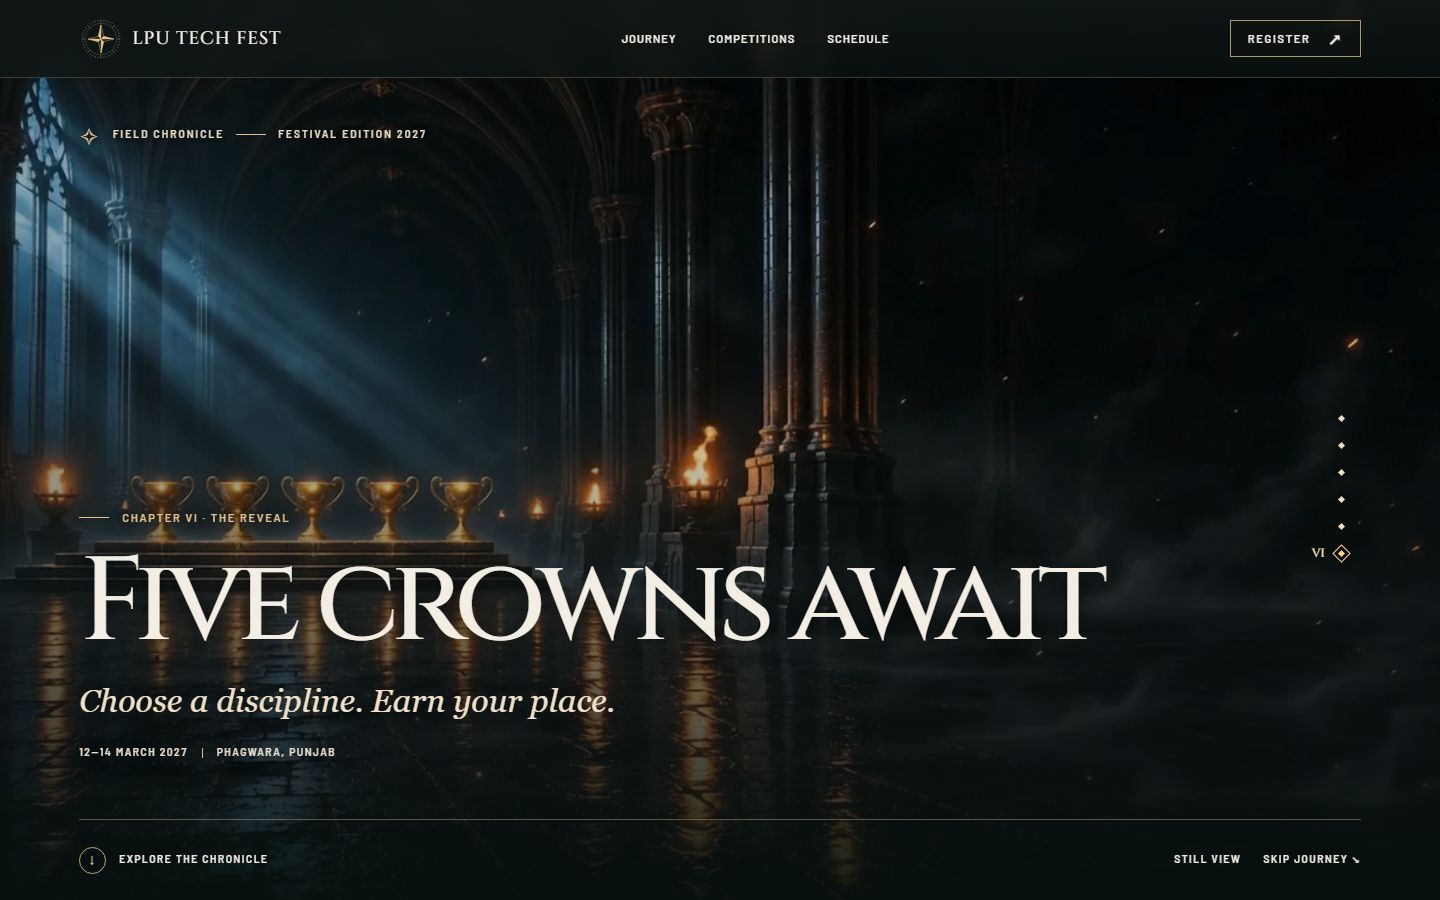 LPU TECH FEST
JOURNEY
COMPETITIONS
SCHEDULE
REGISTER ↗
FIELD CHRONICLE
FESTIVAL EDITION 2027
CHAPTER VI · THE REVEAL
FIVE CROWNS AWAIT
VI
Choose a discipline. Earn your place.
12–14 MARCH 2027 | PHAGWARA, PUNJAB
↓ EXPLORE THE CHRONICLE
STILL VIEW
SKIP JOURNEY ↘